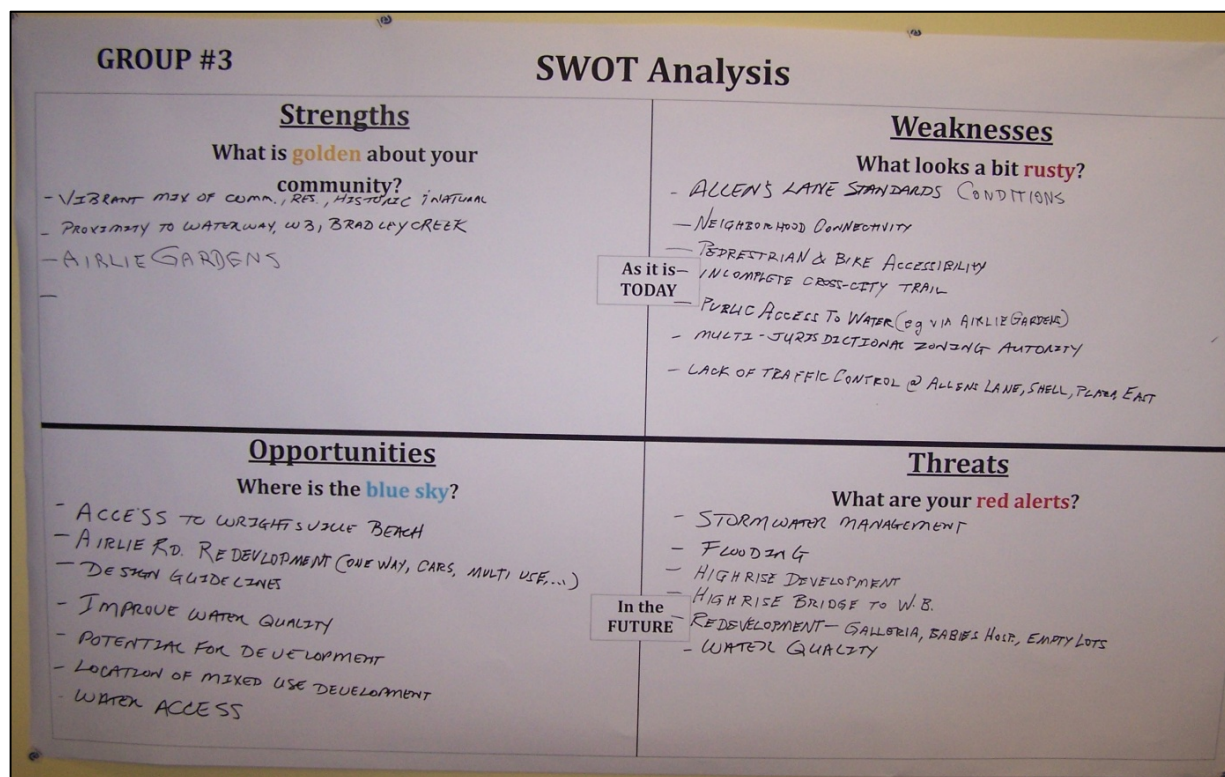 GROUP #3
SWOT Analysis
Strengths
What is golden about your
community?
- VIBRANT MIX OF COMM., RES., HISTORIC & NATURAL
- PROXIMITY TO WATERWAY, WB, BRADLEY CREEK
- AIRLIE GARDENS
-
Weaknesses
What looks a bit rusty?
- ALLEN'S LANE STANDARDS CONDITIONS
- NEIGHBORHOOD CONNECTIVITY
- PEDRESTRIAN & BIKE ACCESSIBILITY
- INCOMPLETE CROSS-CITY TRAIL
- PUBLIC ACCESS TO WATER (eg VIA AIRLIE GARDENS)
- MULTI-JURISDICTIONAL ZONING AUTORITY
- LACK OF TRAFFIC CONTROL @ ALLENS LANE, SHELL, PLAZA EAST
As it is
TODAY
Opportunities
Where is the blue sky?
- ACCESS TO WRIGHTSVILLE BEACH
- AIRLIE RD. REDEVLOPMENT (ONE WAY, CARS, MULTI USE,...)
- DESIGN GUIDELINES
- IMPROVE WATER QUALITY
- POTENTIAL FOR DEVELOPMENT
- LOCATION OF MIXED USE DEVELOPMENT
- WATER ACCESS
Threats
What are your red alerts?
- STORMWATER MANAGEMENT
- FLOODING
- HIGHRISE DEVELOPMENT
- HIGHRISE BRIDGE TO W.B.
- REDEVELOPMENT - GALLERIA, BABIES HOSP., EMPTY LOTS
- WATER QUALITY
In the
FUTURE